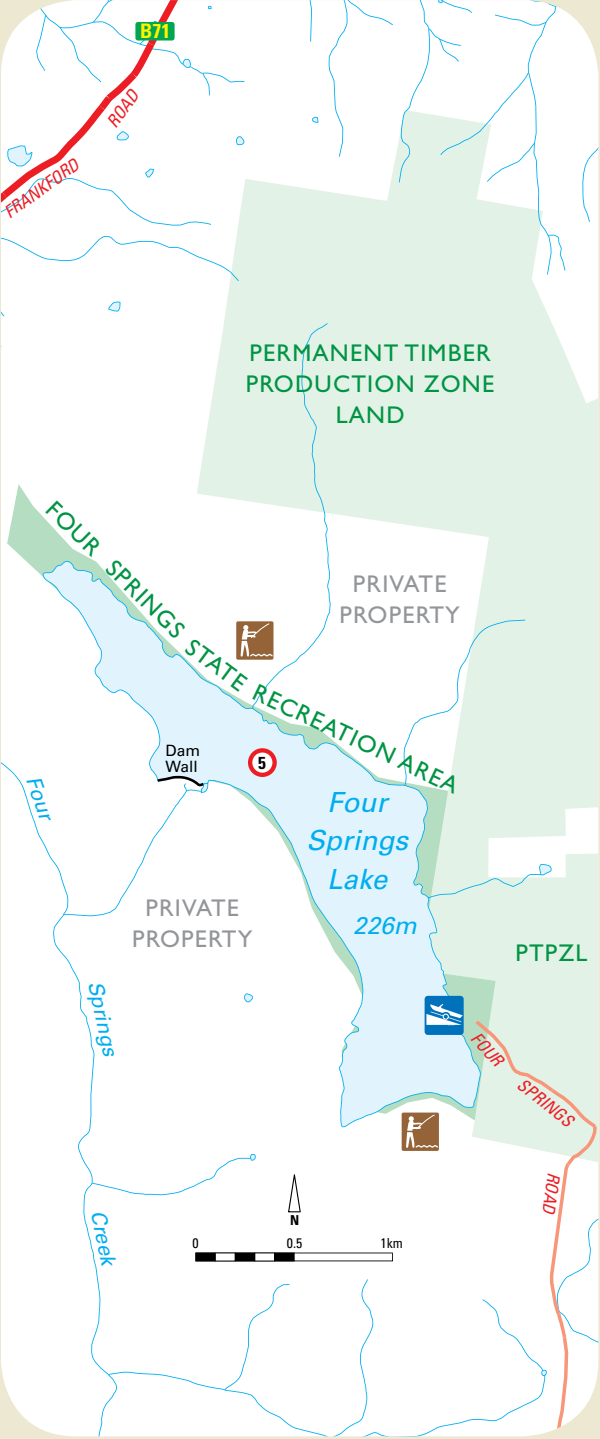 B71
FRANKFORD ROAD
PERMANENT TIMBER
PRODUCTION ZONE
LAND
FOUR SPRINGS STATE RECREATION AREA
PRIVATE
PROPERTY
Dam
Wall
5
Four
Springs
Lake
226m
Four Springs Creek
PRIVATE
PROPERTY
PTPZL
FOUR SPRINGS ROAD
N
0 0.5 1km